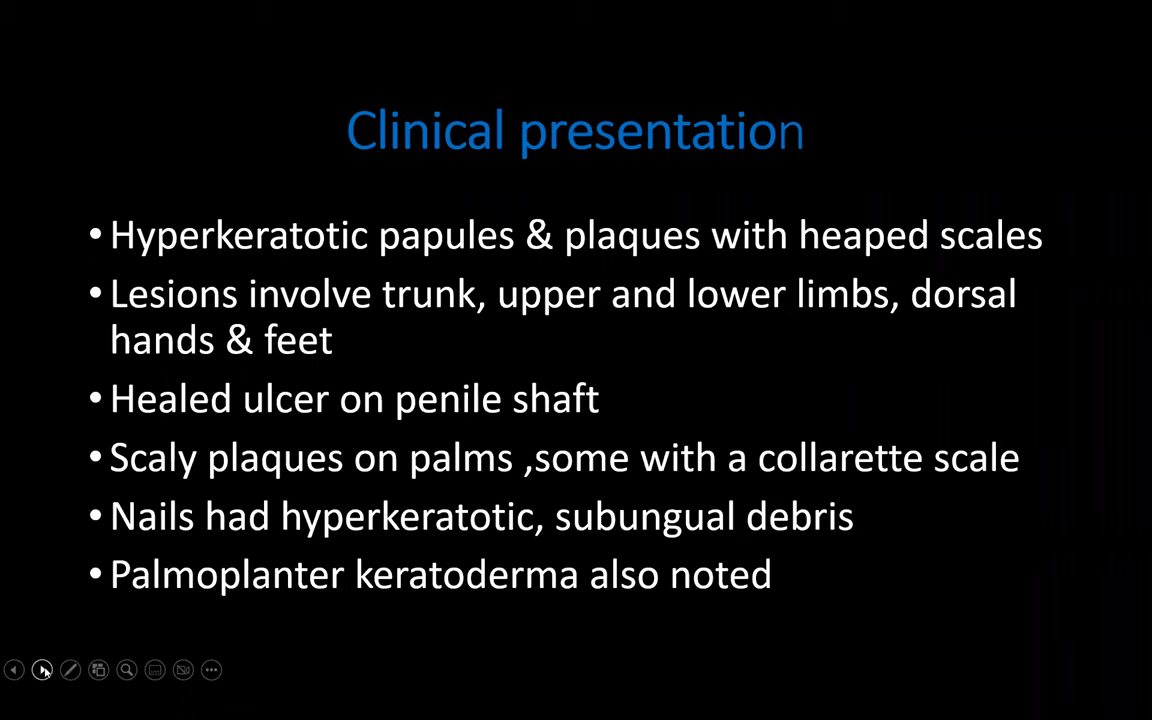 Clinical presentation
• Hyperkeratotic papules & plaques with heaped scales
• Lesions involve trunk, upper and lower limbs, dorsal
hands & feet
• Healed ulcer on penile shaft
• Scaly plaques on palms ,some with a collarette scale
• Nails had hyperkeratotic, subungual debris
• Palmoplanter keratoderma also noted